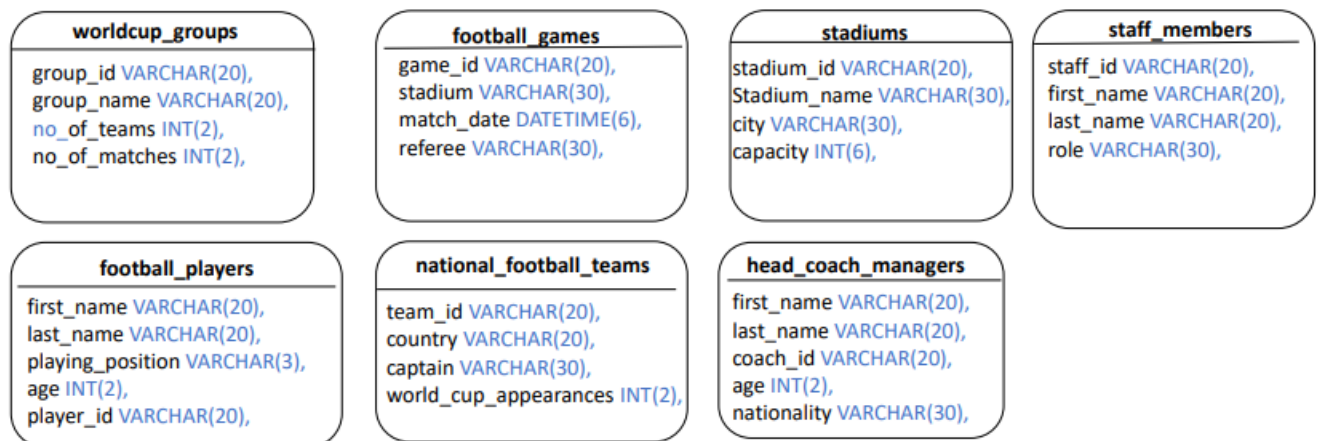 worldcup_groups
group_id VARCHAR(20),
group_name VARCHAR(20),
no_of_teams INT(2),
no_of_matches INT(2),
football_games
game_id VARCHAR(20),
stadium VARCHAR(30),
match_date DATETIME(6),
referee VARCHAR(30),
stadiums
stadium_id VARCHAR(20),
Stadium_name VARCHAR(30),
city VARCHAR(30),
capacity INT(6),
staff_members
staff_id VARCHAR(20),
first_name VARCHAR(20),
last_name VARCHAR(20),
role VARCHAR(30),
football_players
first_name VARCHAR(20),
last_name VARCHAR(20),
playing_position VARCHAR(3),
age INT(2),
player_id VARCHAR(20),
national_football_teams
team_id VARCHAR(20),
country VARCHAR(20),
captain VARCHAR(30),
world_cup_appearances INT(2),
head_coach_managers
first_name VARCHAR(20),
last_name VARCHAR(20),
coach_id VARCHAR(20),
age INT(2),
nationality VARCHAR(30),